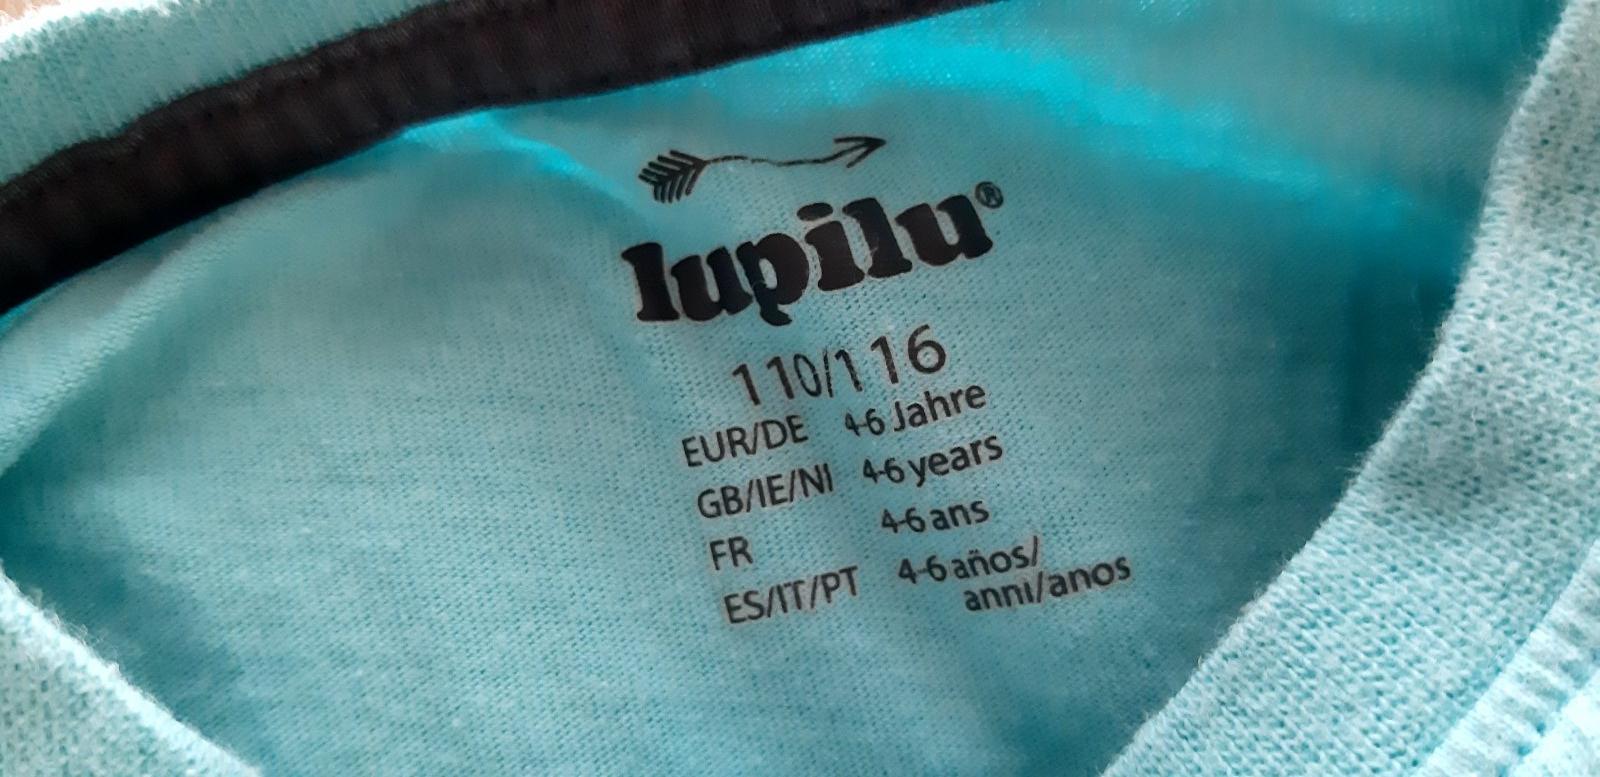 lupilu®
110/116
EUR/DE 4-6 Jahre
GB/IE/NI 4-6 years
FR 4-6 ans
ES/IT/PT 4-6 años/
anni/anos